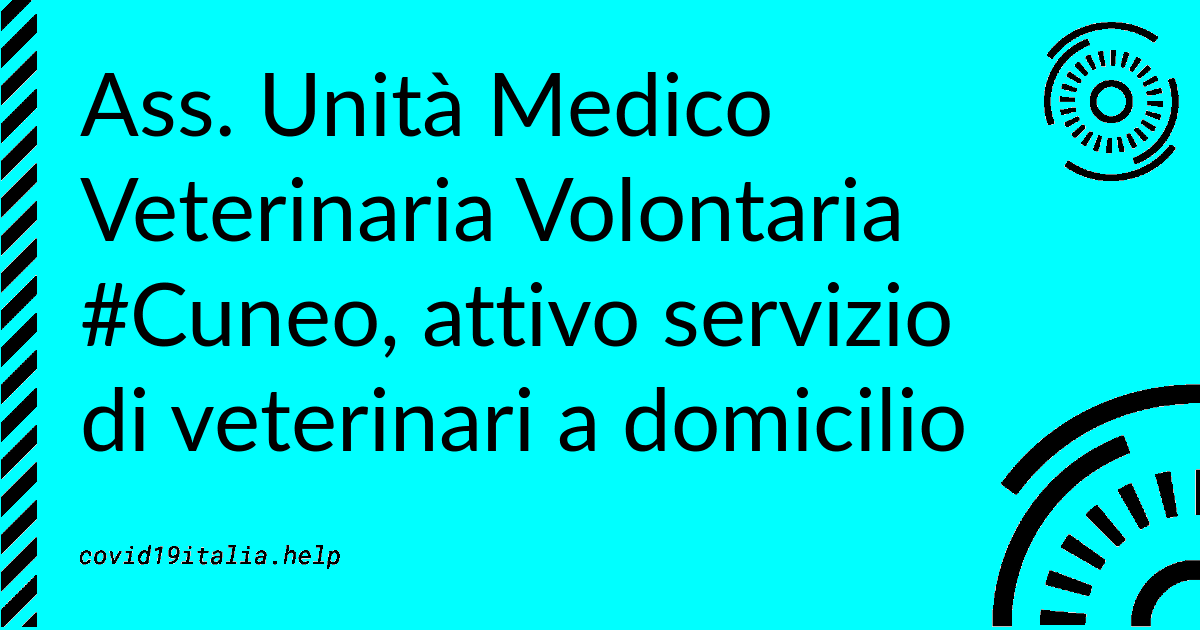 Ass. Unità Medico
Veterinaria Volontaria
#Cuneo, attivo servizio
di veterinari a domicilio
covid19italia.help